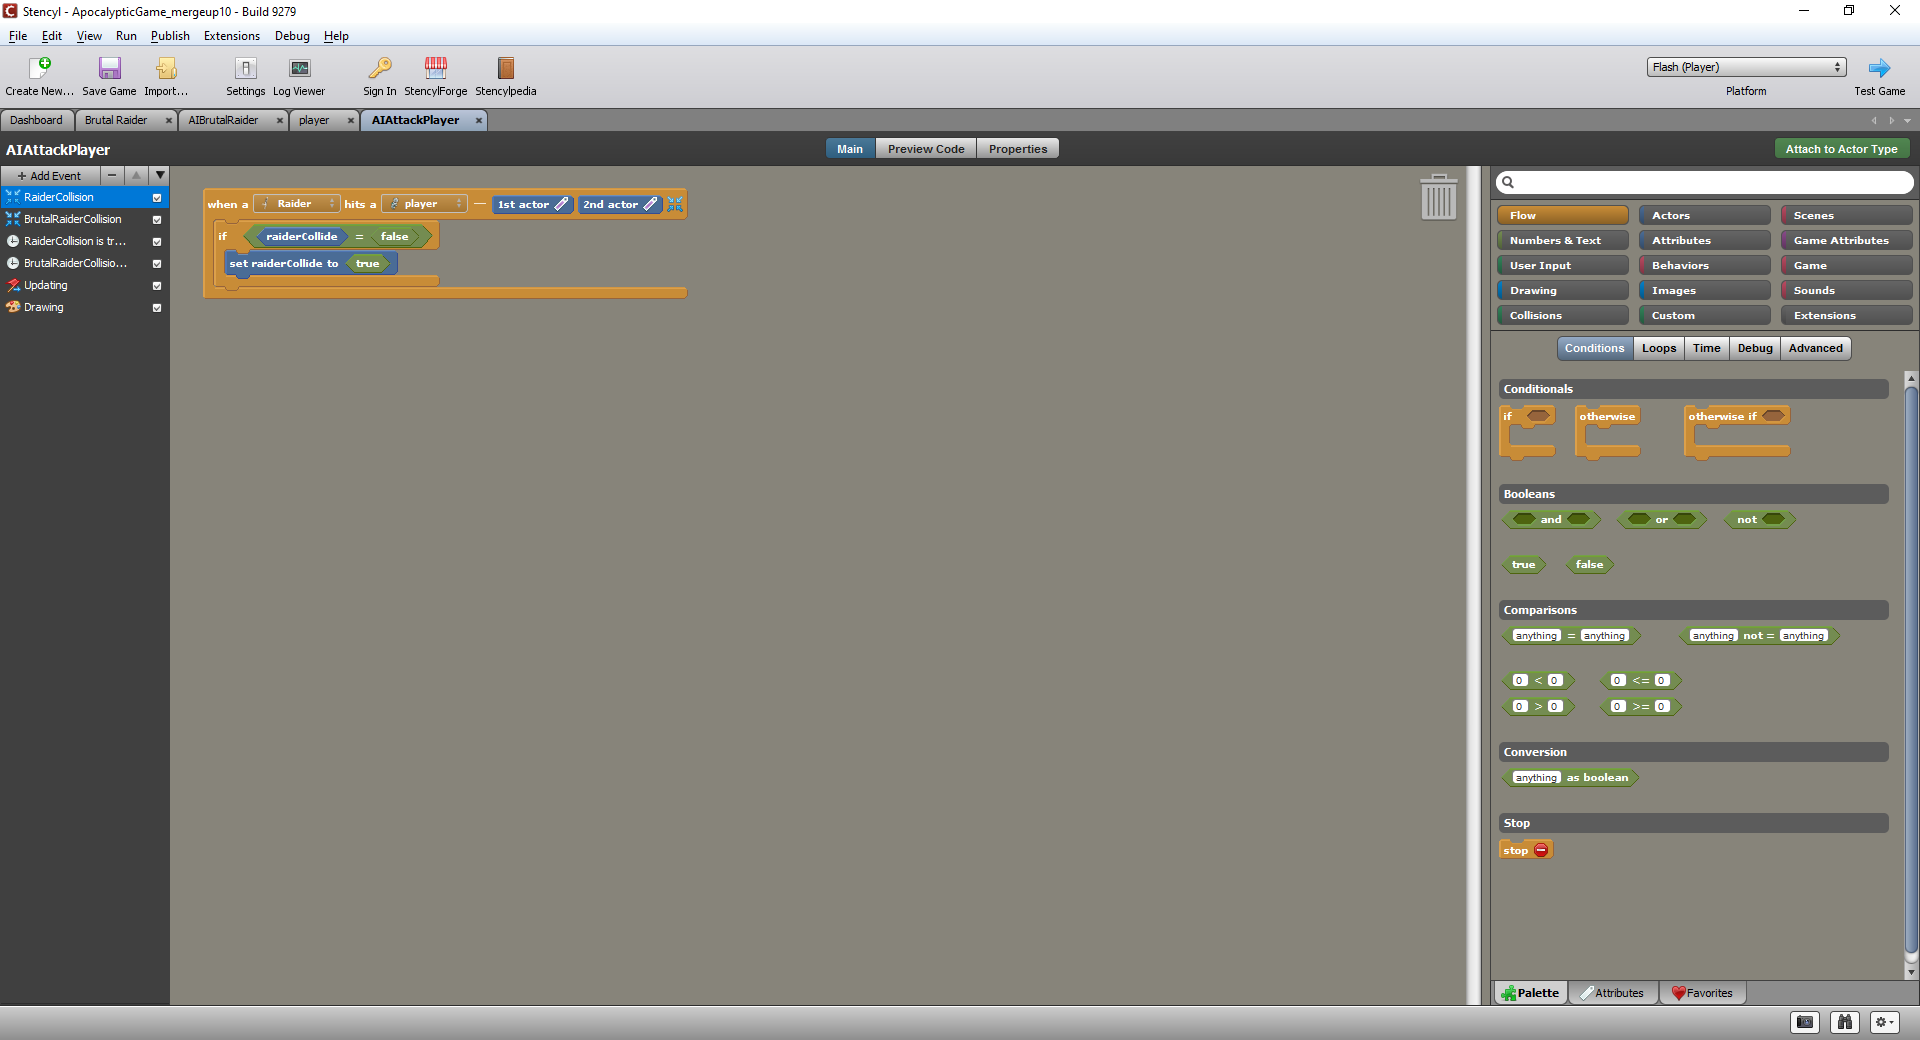 Stencyl - ApocalypticGame_mergeup10 - Build 9279
File Edit View Run Publish Extensions Debug Help
Create New... Save Game Import... Settings Log Viewer Sign In StencylForge Stencylpedia
Flash (Player)
Platform
Test Game
Dashboard Brutal Raider AIBrutalRaider player AIAttackPlayer
AIAttackPlayer
Main Preview Code Properties
Attach to Actor Type
+ Add Event
RaiderCollision
BrutalRaiderCollision
RaiderCollision is tr...
BrutalRaiderCollisio...
Updating
Drawing
when a Raider hits a player — 1st actor 2nd actor
if raiderCollide = false
set raiderCollide to true
Flow Actors Scenes
Numbers & Text Attributes Game Attributes
User Input Behaviors Game
Drawing Images Sounds
Collisions Custom Extensions
Conditions Loops Time Debug Advanced
Conditionals
if otherwise otherwise if
Booleans
and or not
true false
Comparisons
anything = anything anything not = anything
0 < 0 0 <= 0
0 > 0 0 >= 0
Conversion
anything as boolean
Stop
stop
Palette Attributes Favorites